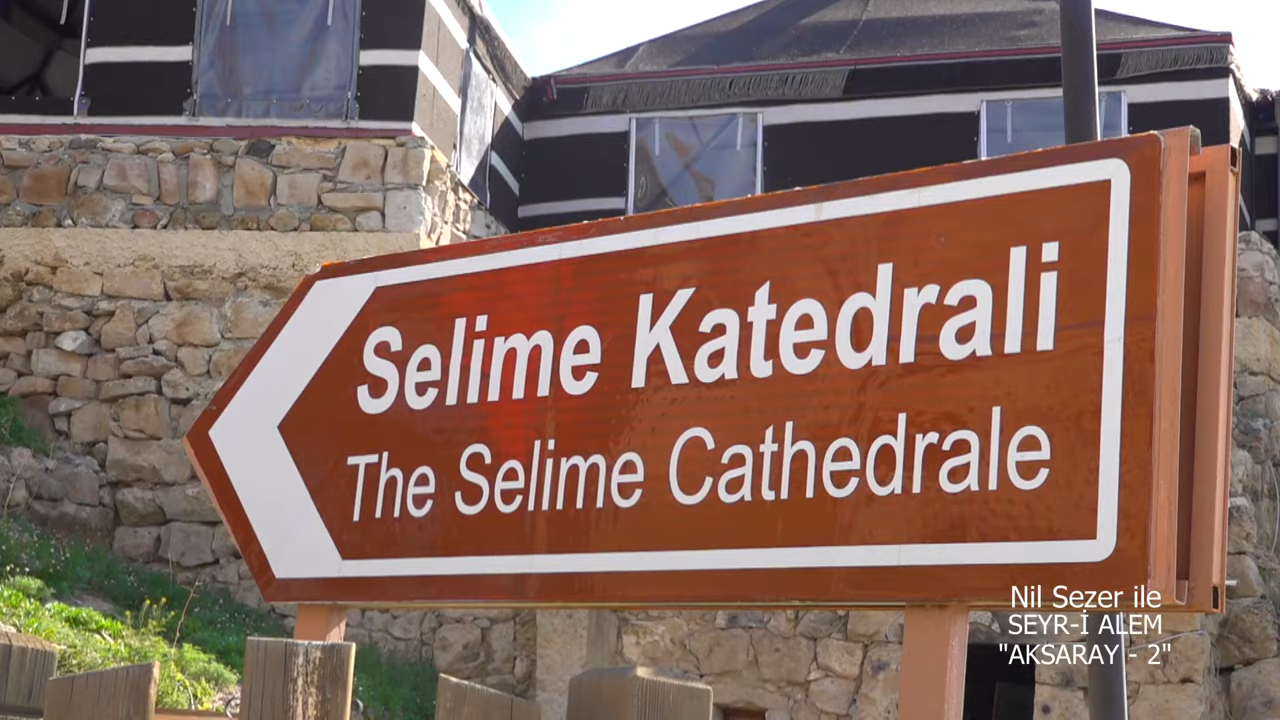 Selime Katedrali
The Selime Cathedrale
Nil Sezer ile
SEYR-İ ALEM
"AKSARAY - 2"